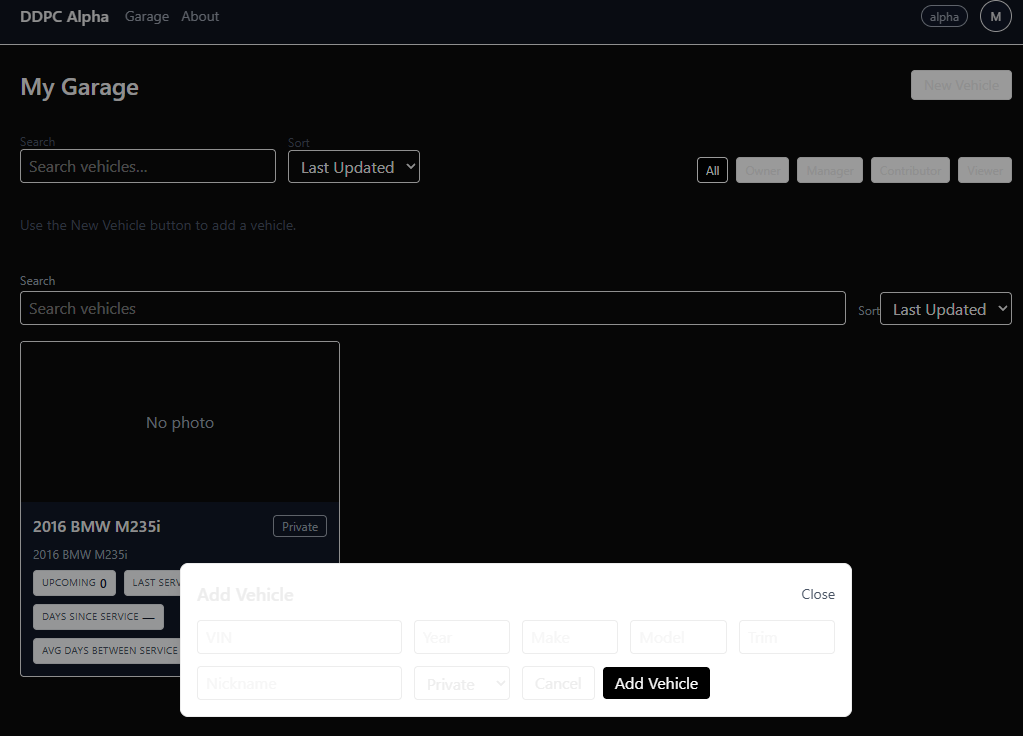 DDPC Alpha Garage About alpha M
My Garage New Vehicle
Search Sort
Search vehicles... Last Updated All Owner Manager Contributor Viewer
Use the New Vehicle button to add a vehicle.
Search
Search vehicles Sort Last Updated
No photo
2016 BMW M235i Private
2016 BMW M235i
UPCOMING 0 LAST SERV
DAYS SINCE SERVICE —
AVG DAYS BETWEEN SERVICE
Add Vehicle Close
VIN Year Make Model Trim
Nickname Private Cancel Add Vehicle